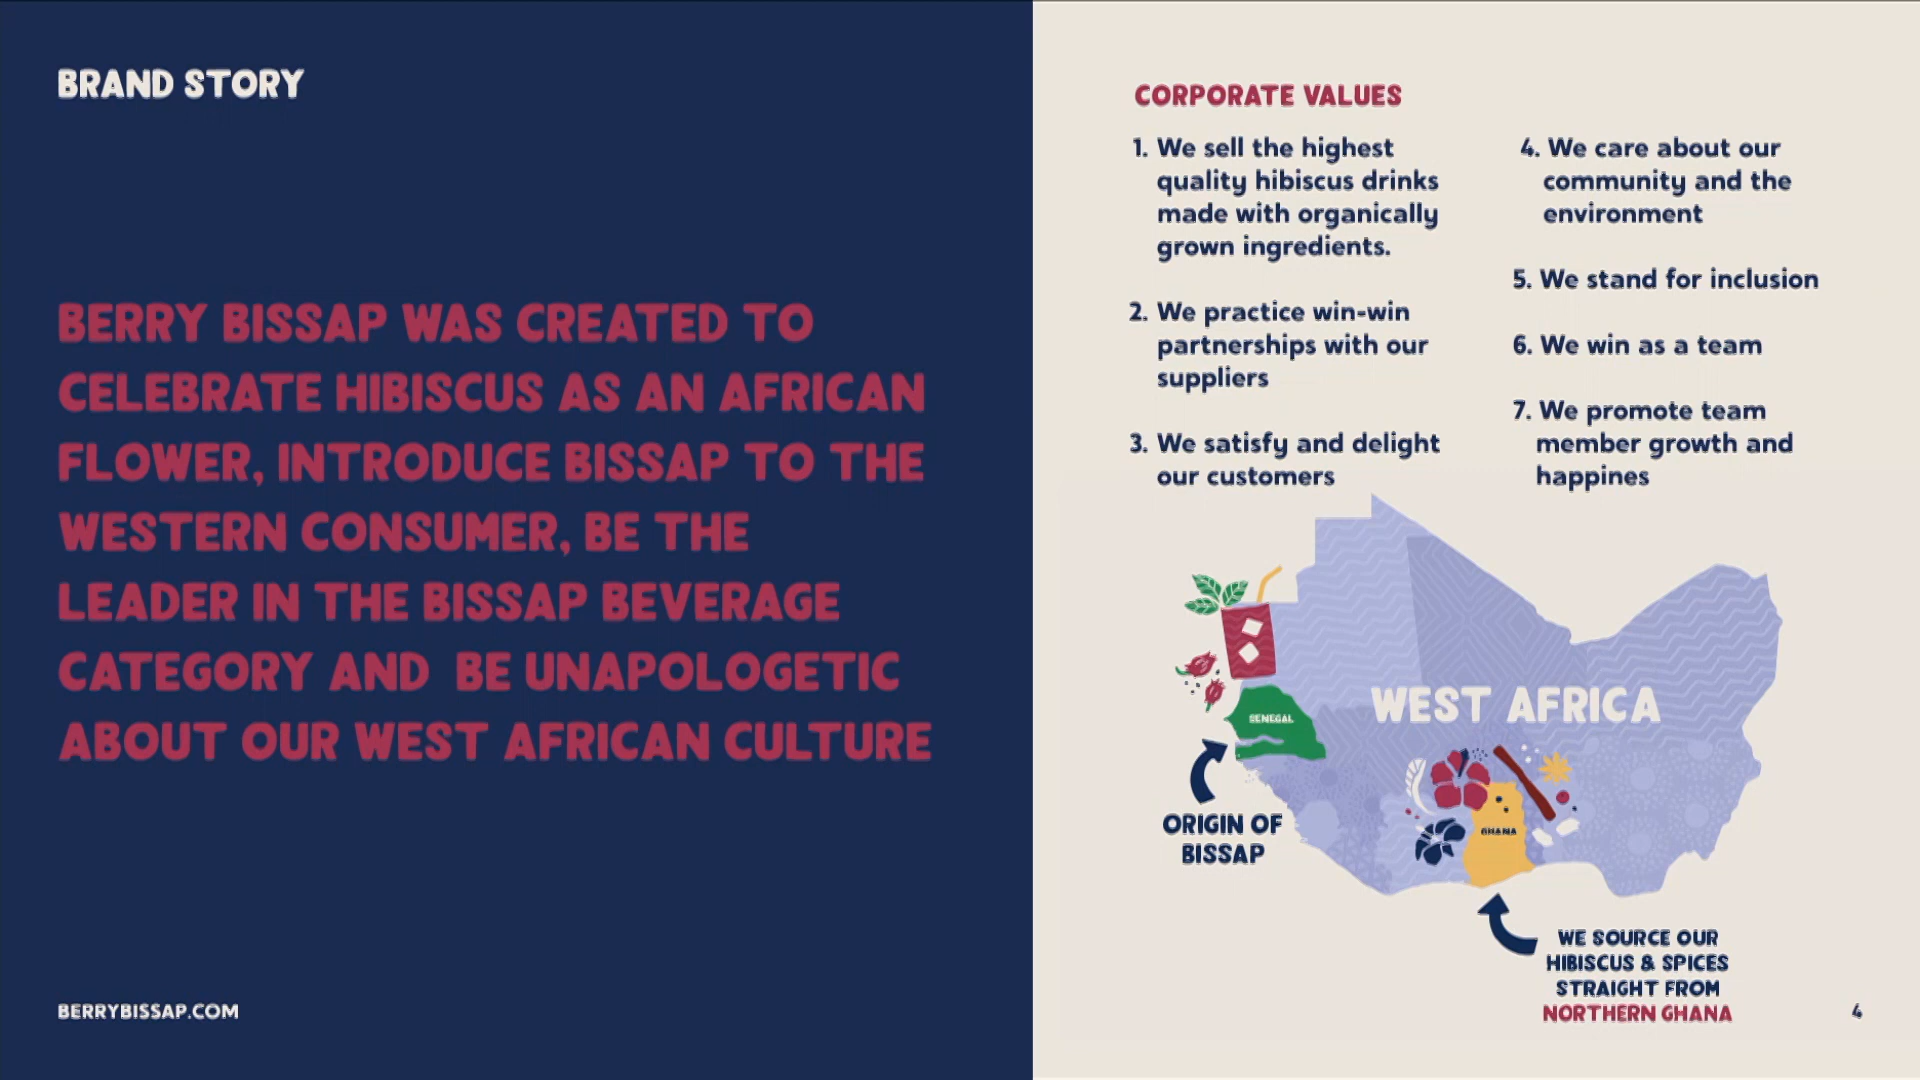 BRAND STORY
BERRY BISSAP WAS CREATED TO
CELEBRATE HIBISCUS AS AN AFRICAN
FLOWER, INTRODUCE BISSAP TO THE
WESTERN CONSUMER, BE THE
LEADER IN THE BISSAP BEVERAGE
CATEGORY AND BE UNAPOLOGETIC
ABOUT OUR WEST AFRICAN CULTURE
BERRYBISSAP.COM
CORPORATE VALUES
1. We sell the highest
quality hibiscus drinks
made with organically
grown ingredients.
2. We practice win-win
partnerships with our
suppliers
3. We satisfy and delight
our customers
4. We care about our
community and the
environment
5. We stand for inclusion
6. We win as a team
7. We promote team
member growth and
happines
WEST AFRICA
SENEGAL
GHANA
ORIGIN OF
BISSAP
WE SOURCE OUR
HIBISCUS & SPICES
STRAIGHT FROM
NORTHERN GHANA
4